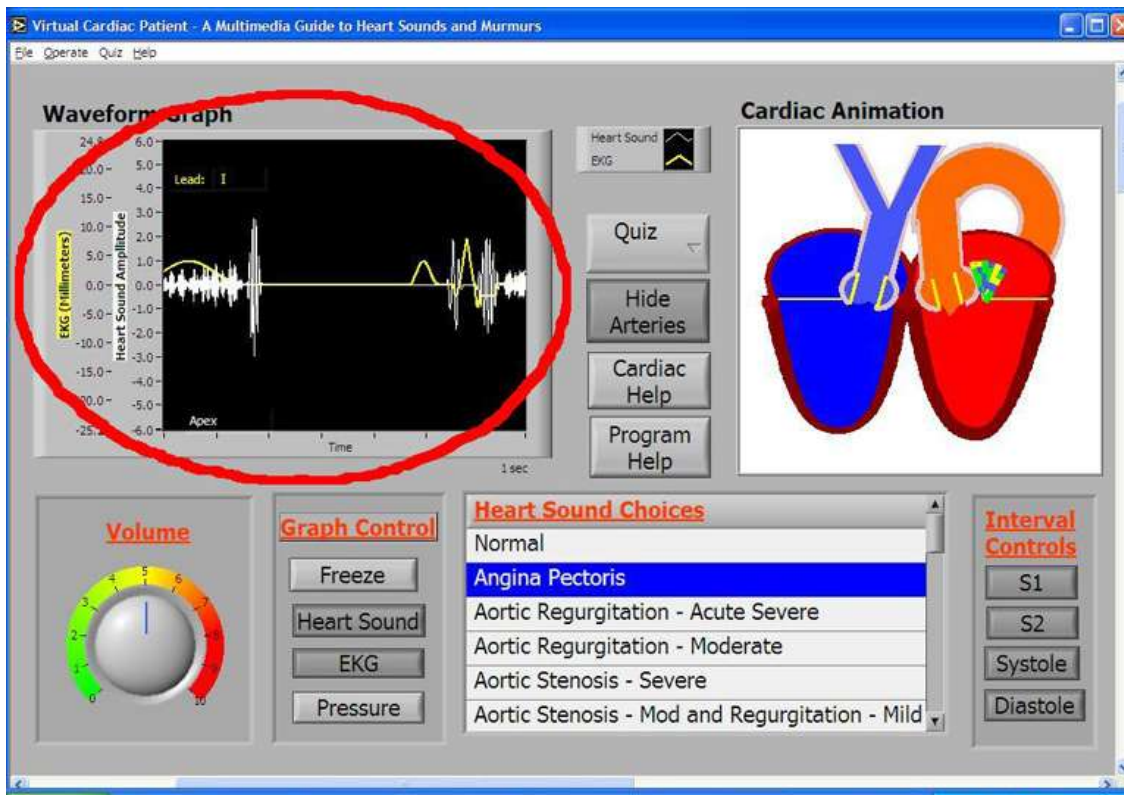 Virtual Cardiac Patient - A Multimedia Guide to Heart Sounds and Murmurs
File Operate Quiz Help
Waveform Graph
Cardiac Animation
24.
20.0-
15.0-
10.0-
5.0-
0.0-
-5.0-
-10.0-
-15.0-
-20.0-
-25.
EKG (Millimeters)
6.0-
5.0-
4.0-
3.0-
2.0-
1.0-
0.0-
-1.0-
-2.0-
-3.0-
-4.0-
-5.0-
-6.0-
Heart Sound Amplitude
Lead: I
Apex
Time
1 sec
Heart Sound
EKG
Quiz
Hide
Arteries
Cardiac
Help
Program
Help
Volume
0
1
2
3
4
5
6
7
8
9
10
Graph Control
Freeze
Heart Sound
EKG
Pressure
Heart Sound Choices
Normal
Angina Pectoris
Aortic Regurgitation - Acute Severe
Aortic Regurgitation - Moderate
Aortic Stenosis - Severe
Aortic Stenosis - Mod and Regurgitation - Mild
Interval
Controls
S1
S2
Systole
Diastole